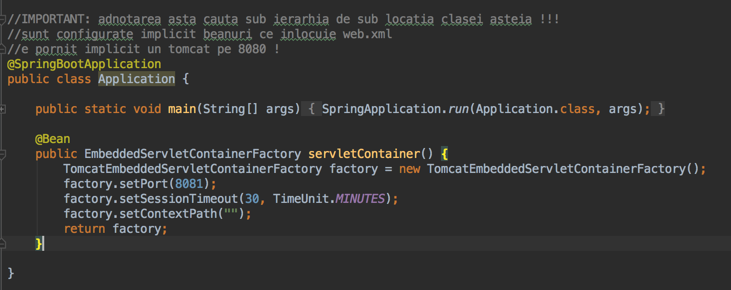 //IMPORTANT: adnotarea asta cauta sub ierarhia de sub locatia clasei asteia !!!
//sunt configurate implicit beanuri ce inlocuie web.xml
//e pornit implicit un tomcat pe 8080 !
@SpringBootApplication
public class Application {
public static void main(String[] args) { SpringApplication.run(Application.class, args); }
@Bean
public EmbeddedServletContainerFactory servletContainer() {
TomcatEmbeddedServletContainerFactory factory = new TomcatEmbeddedServletContainerFactory();
factory.setPort(8081);
factory.setSessionTimeout(30, TimeUnit.MINUTES);
factory.setContextPath("");
return factory;
}
}